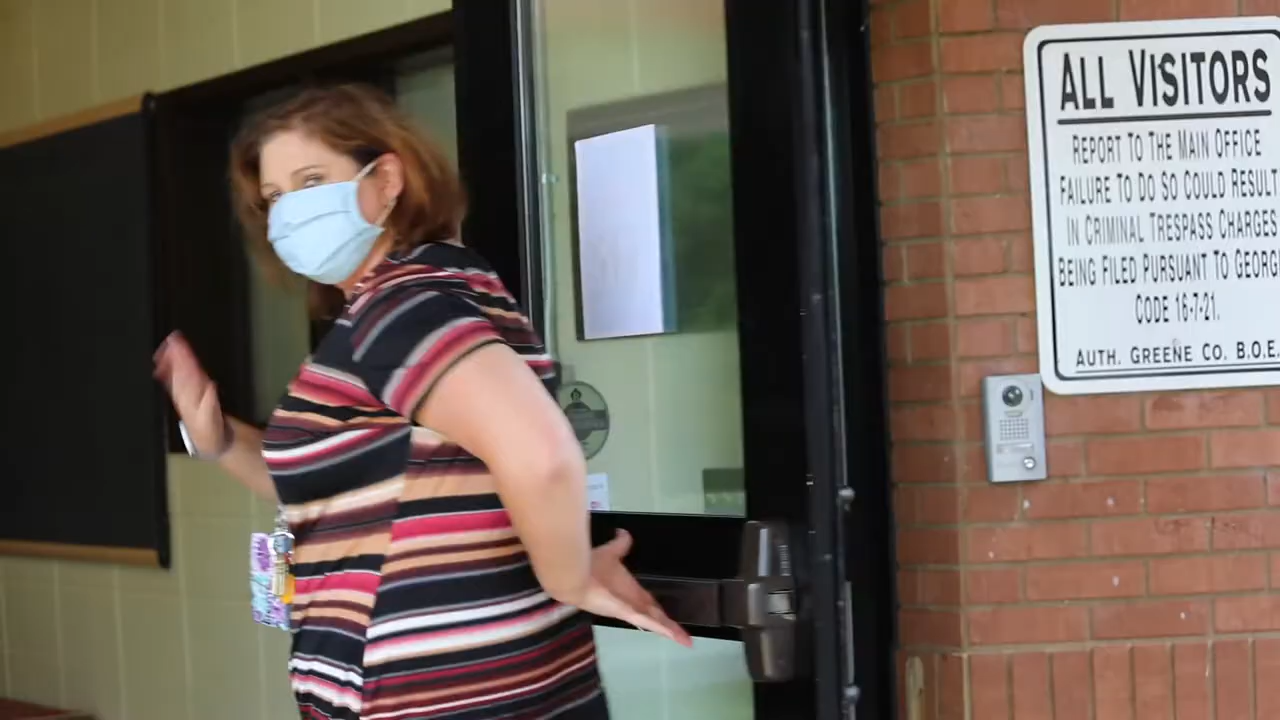 ALL VISITORS
REPORT TO THE MAIN OFFICE
FAILURE TO DO SO COULD RESULT
IN CRIMINAL TRESPASS CHARGES
BEING FILED PURSUANT TO GEORGI
CODE 16-7-21.
AUTH. GREENE CO. B.O.E.